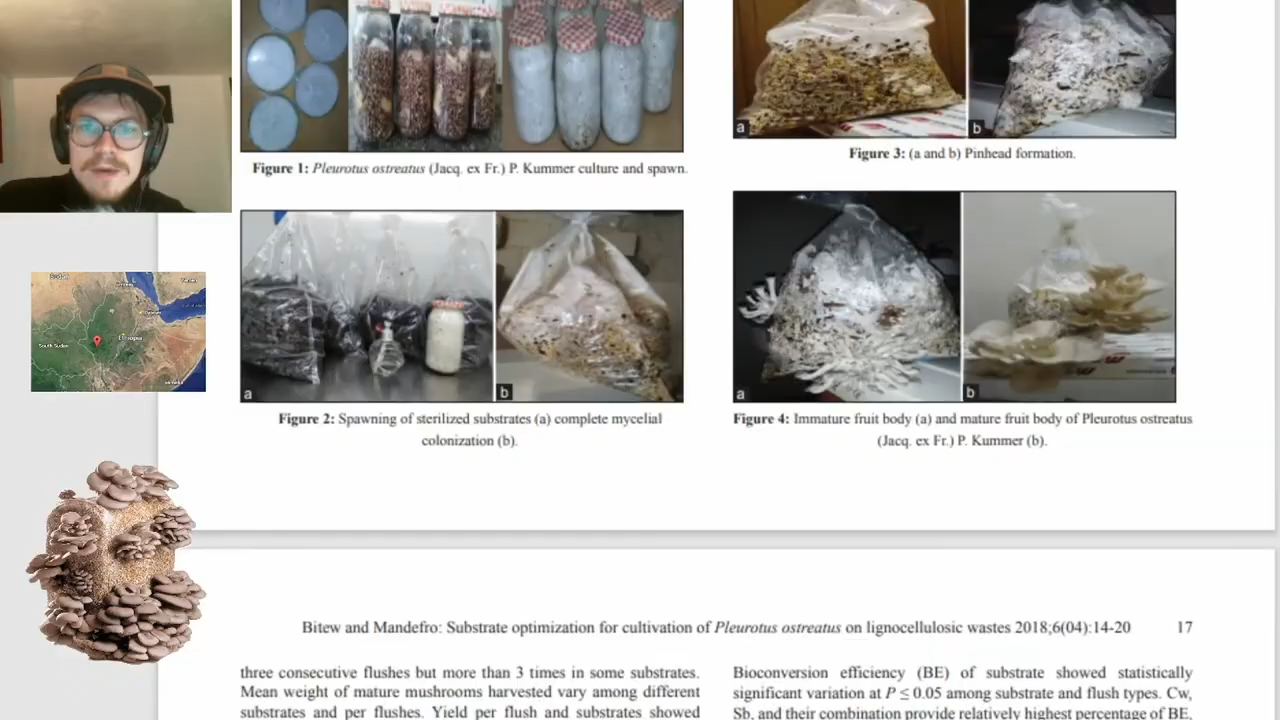 Figure 1: Pleurotus ostreatus (Jacq. ex Fr.) P. Kummer culture and spawn.
a
b
Figure 2: Spawning of sterilized substrates (a) complete mycelial
colonization (b).
a
b
Figure 3: (a and b) Pinhead formation.
a
b
Figure 4: Immature fruit body (a) and mature fruit body of Pleurotus ostreatus
(Jacq. ex Fr.) P. Kummer (b).
South Sudan
Ethiopia
Bitew and Mandefro: Substrate optimization for cultivation of Pleurotus ostreatus on lignocellulosic wastes 2018;6(04):14-20 17
three consecutive flushes but more than 3 times in some substrates.
Mean weight of mature mushrooms harvested vary among different
substrates and per flushes. Yield per flush and substrates showed
Bioconversion efficiency (BE) of substrate showed statistically
significant variation at P ≤ 0.05 among substrate and flush types. Cw,
Sb, and their combination provide relatively highest percentage of BE,